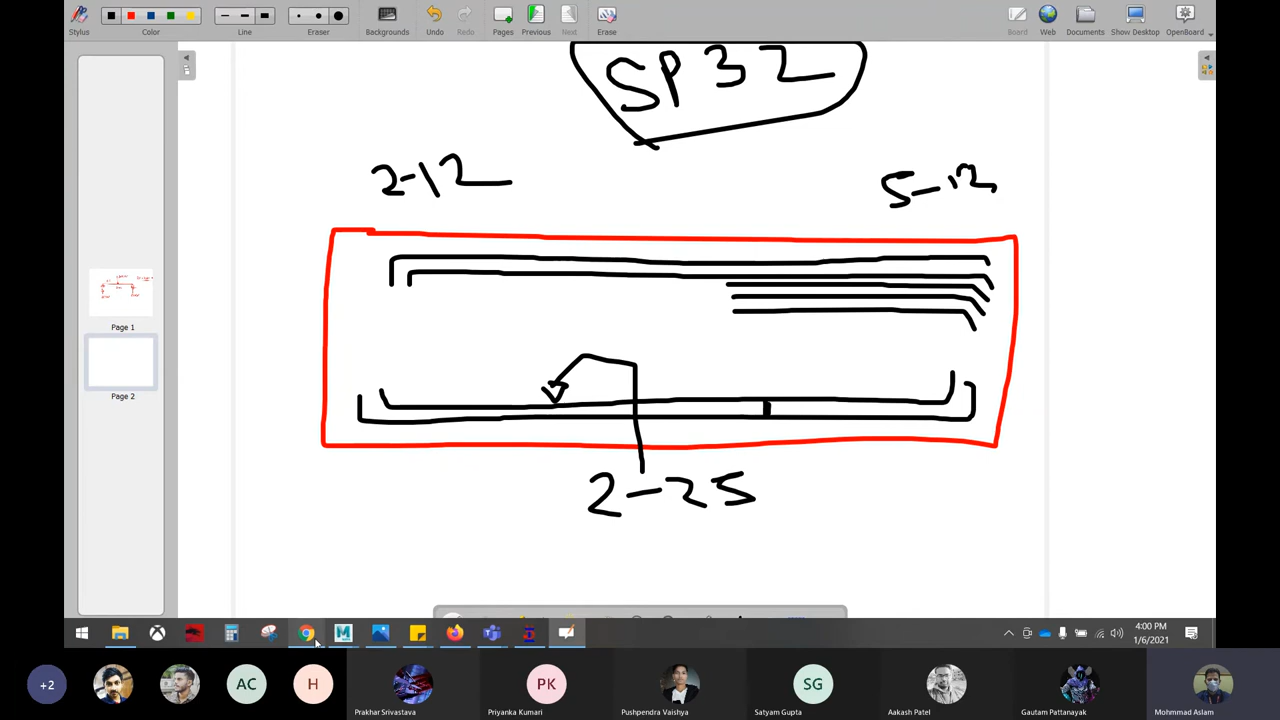 Stylus
Color
Line
Eraser
Backgrounds
Undo
Redo
Pages
Previous
Next
Erase
Board
Web
Documents
Show Desktop
OpenBoard
SP 32
2-12
5-12
2-25
Page 1
Page 2
4:00 PM
1/6/2021
+2
AC
H
PK
SG
Prakhar Srivastava
Priyanka Kumari
Pushpendra Vaishya
Satyam Gupta
Aakash Patel
Gautam Pattanayak
Mohmmad Aslam